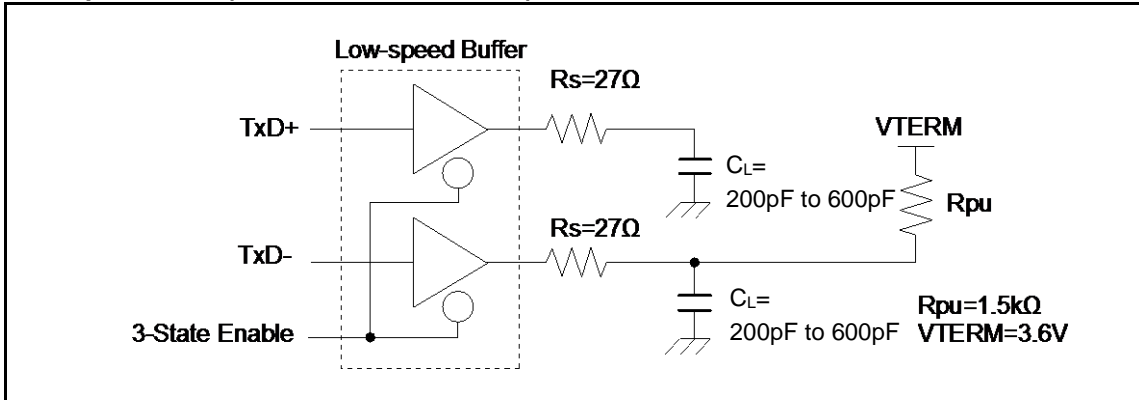 Low-speed Buffer
Rs=27Ω
TxD+
VTERM
CL=
200pF to 600pF
Rpu
Rs=27Ω
TxD-
CL=
200pF to 600pF
Rpu=1.5kΩ
VTERM=3.6V
3-State Enable